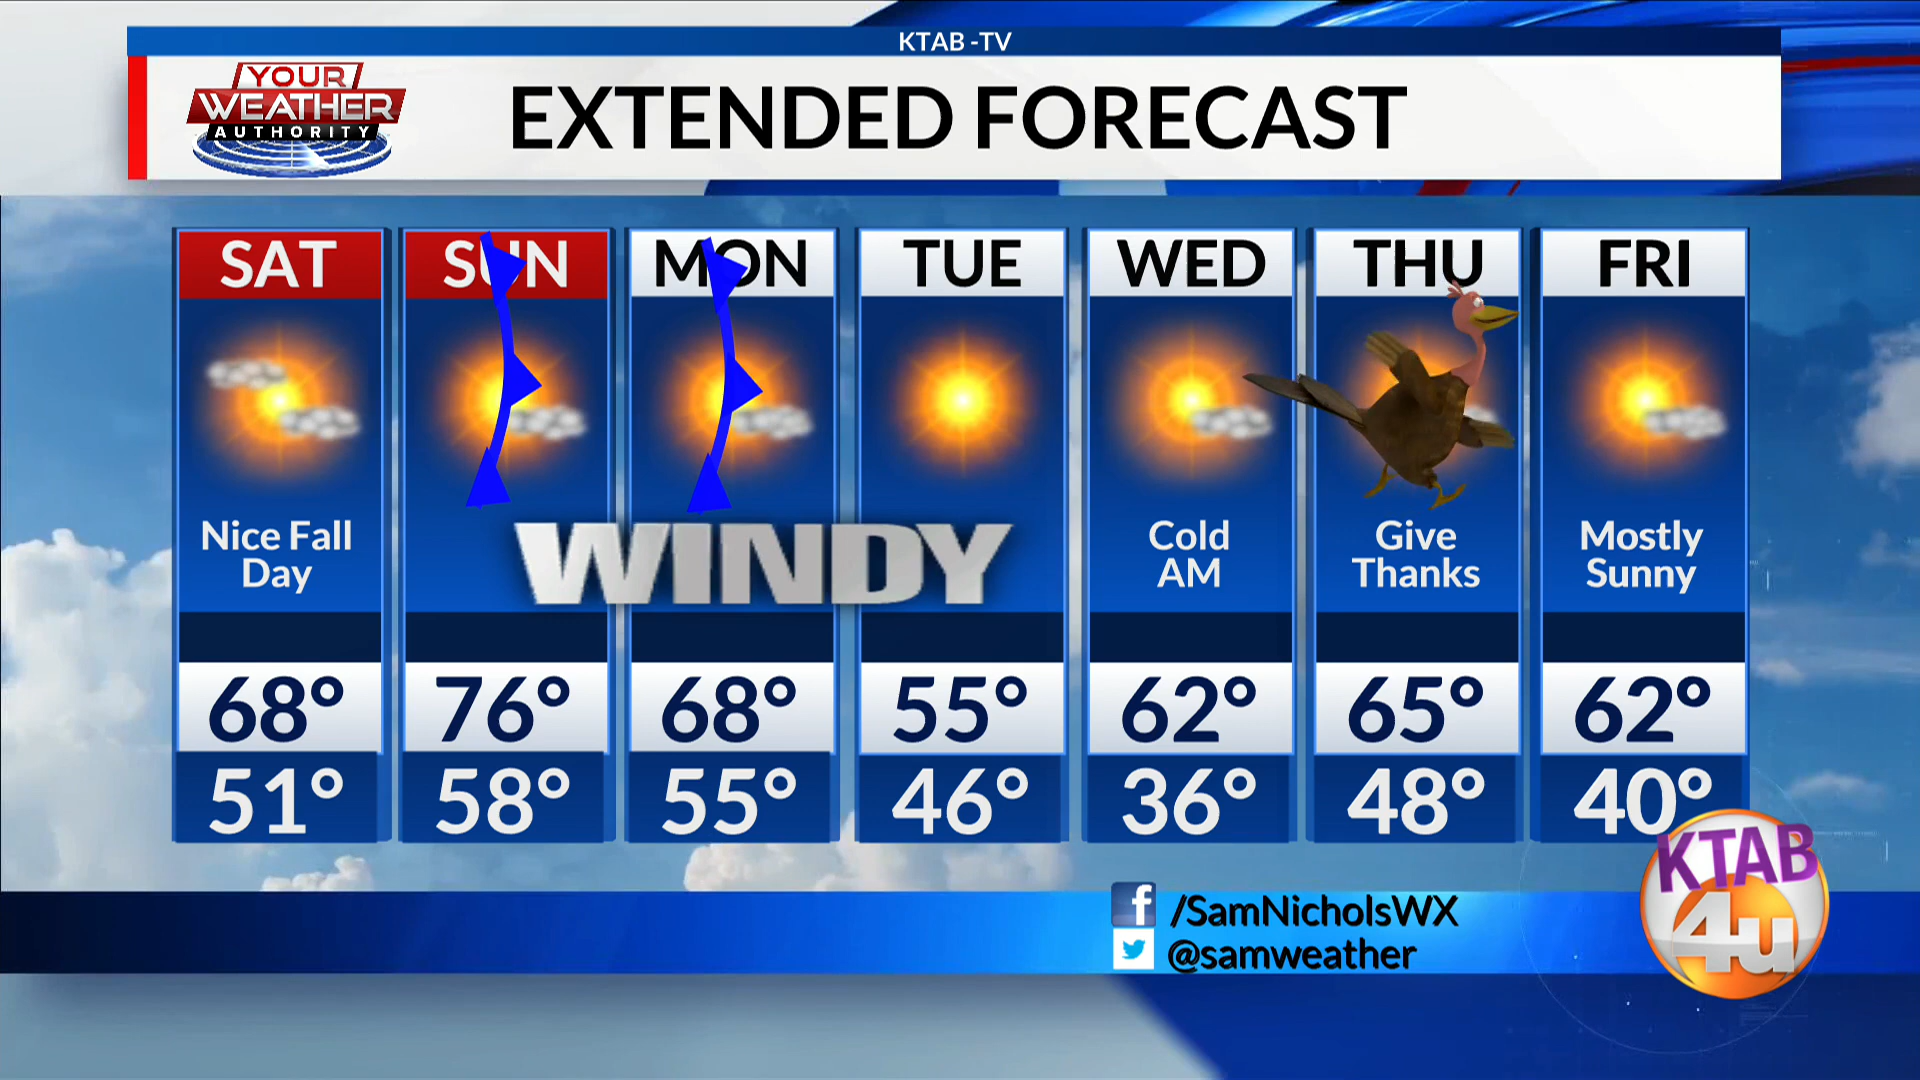 KTAB -TV
YOUR
WEATHER
AUTHORITY
EXTENDED FORECAST
SAT SUN MON TUE WED THU FRI
Nice Fall
Day
WINDY
Cold
AM
Give
Thanks
Mostly
Sunny
68° 76° 68° 55° 62° 65° 62°
51° 58° 55° 46° 36° 48° 40°
f /SamNicholsWX
@samweather
KTAB
4u